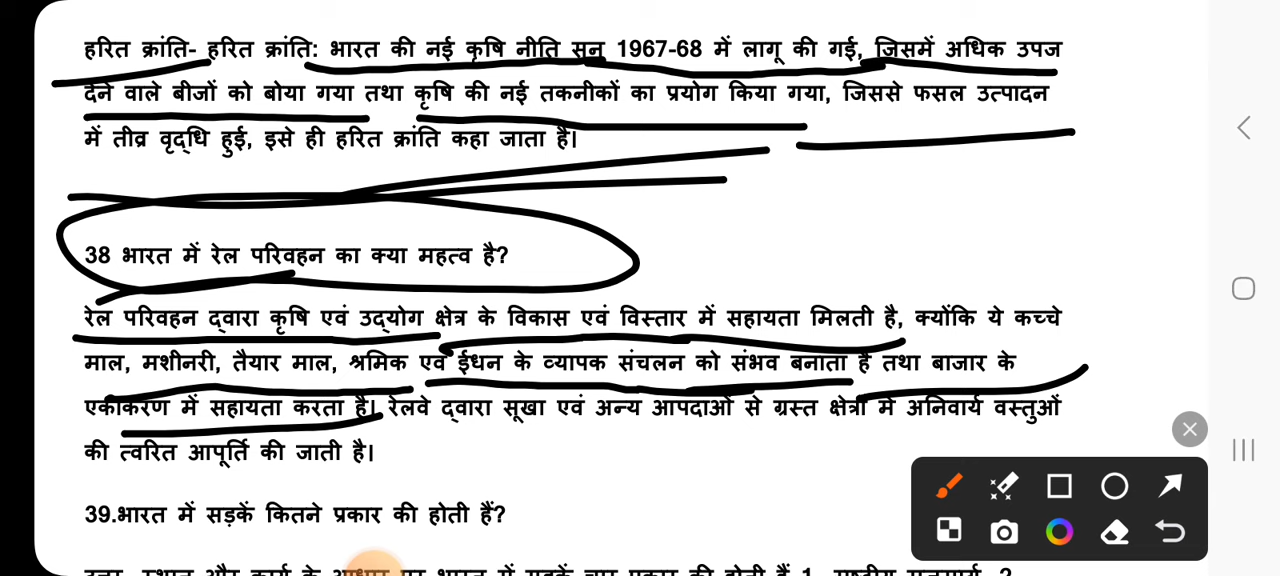 हरित क्रांति- हरित क्रांति: भारत की नई कृषि नीति सन् 1967-68 में लागू की गई, जिसमें अधिक उपज
देने वाले बीजों को बोया गया तथा कृषि की नई तकनीकों का प्रयोग किया गया, जिससे फसल उत्पादन
में तीव्र वृद्धि हुई, इसे ही हरित क्रांति कहा जाता है।
38 भारत में रेल परिवहन का क्या महत्व है?
रेल परिवहन द्वारा कृषि एवं उद्योग क्षेत्र के विकास एवं विस्तार में सहायता मिलती है, क्योंकि ये कच्चे
माल, मशीनरी, तैयार माल, श्रमिक एवं ईंधन के व्यापक संचलन को संभव बनाता है तथा बाजार के
एकीकरण में सहायता करता है। रेलवे द्वारा सूखा एवं अन्य आपदाओं से ग्रस्त क्षेत्रों में अनिवार्य वस्तुओं
की त्वरित आपूर्ति की जाती है।
39.भारत में सड़कें कितने प्रकार की होती हैं?